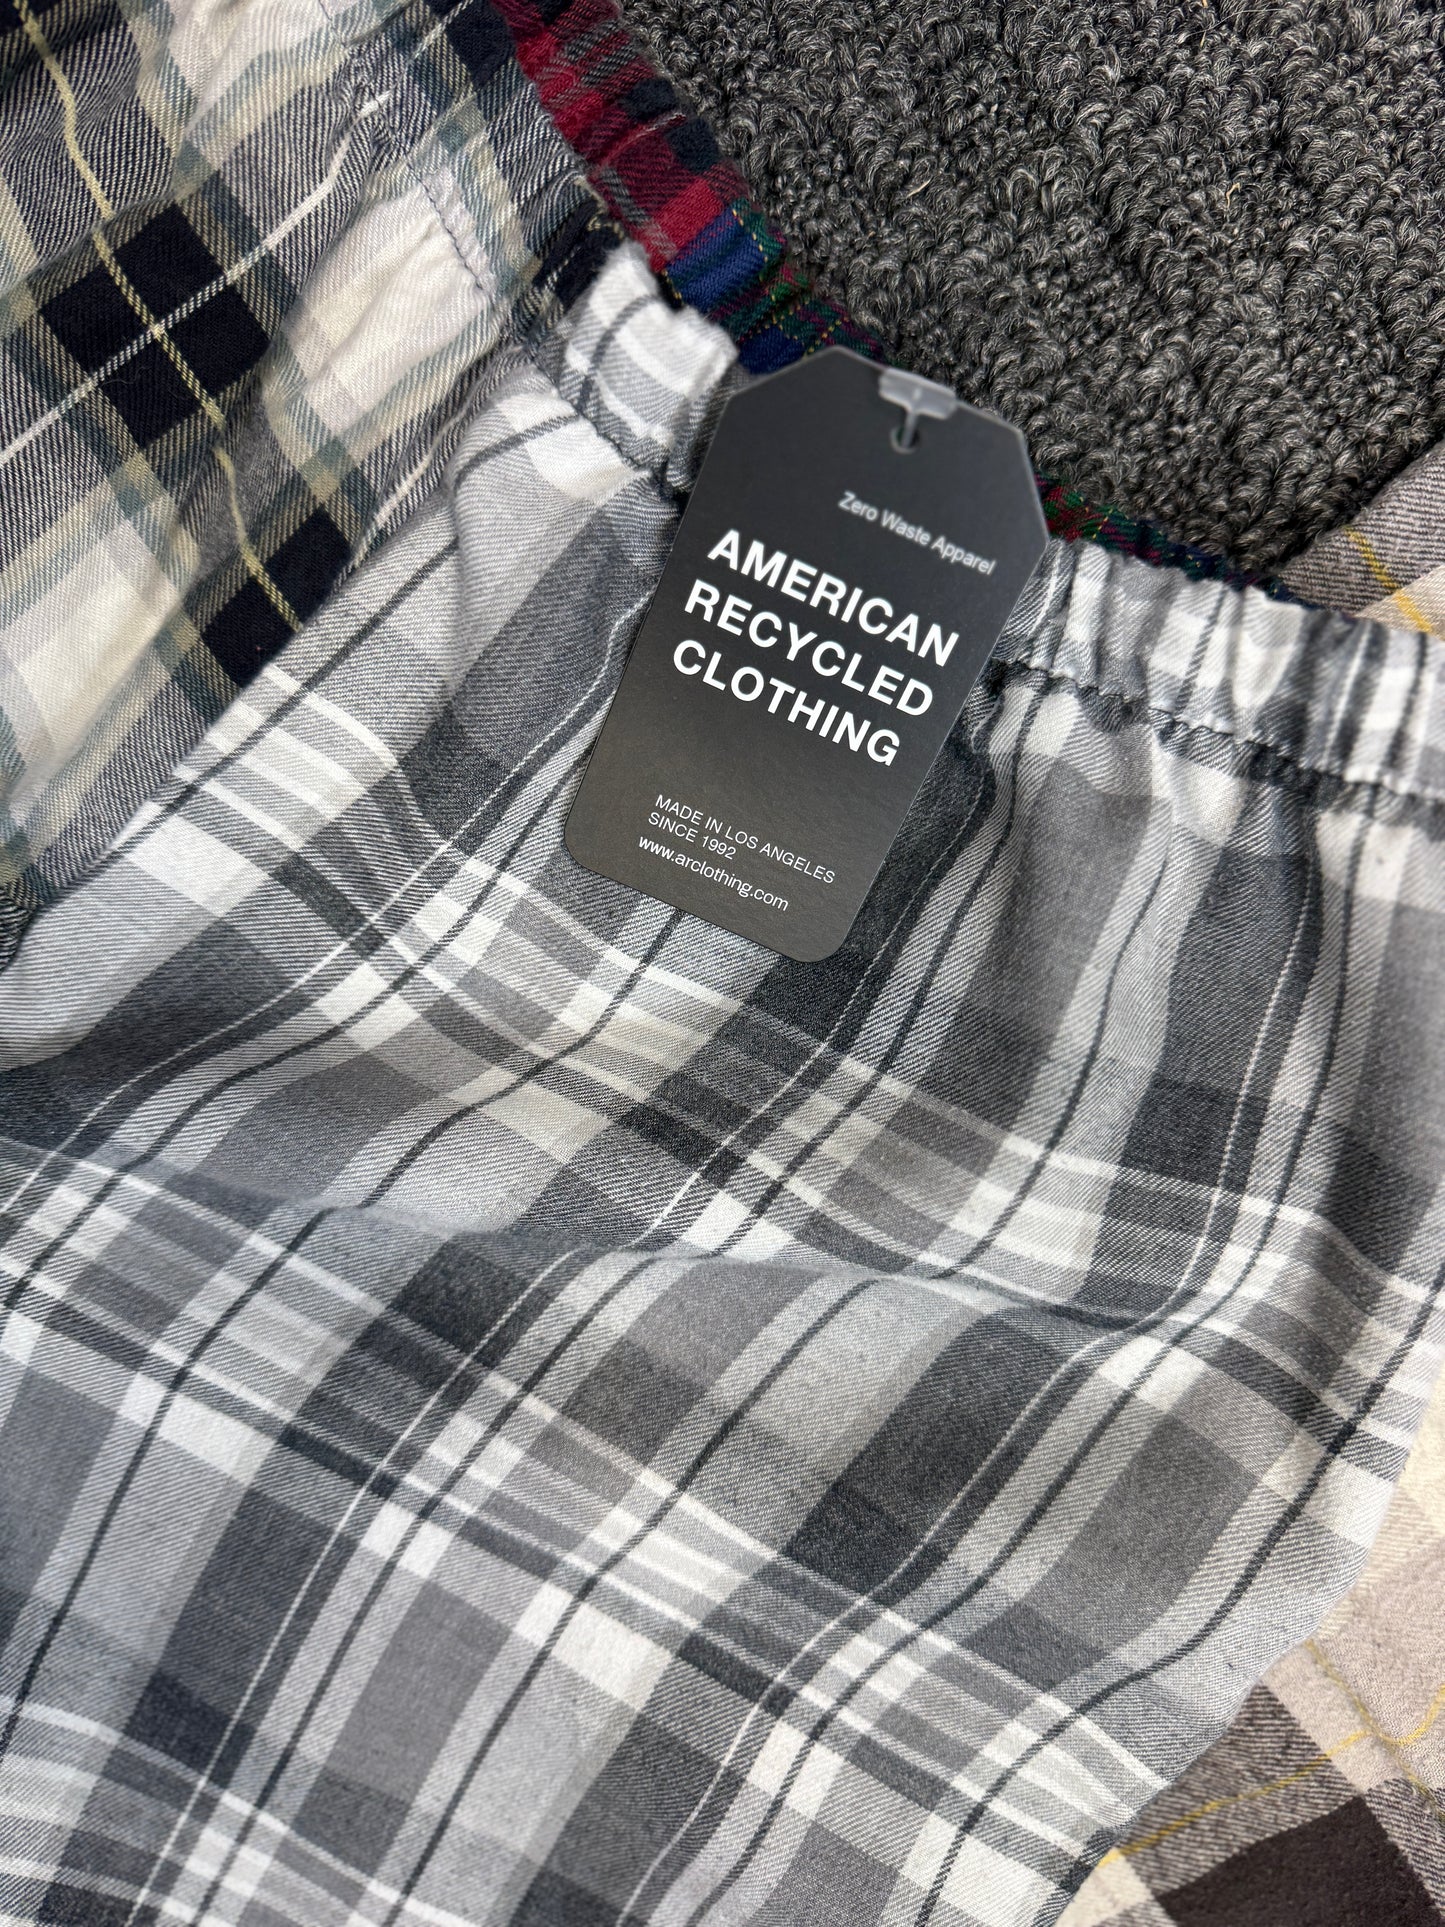 Zero Waste Apparel
AMERICAN
RECYCLED
CLOTHING
MADE IN LOS ANGELES
SINCE 1992
www.arclothing.com